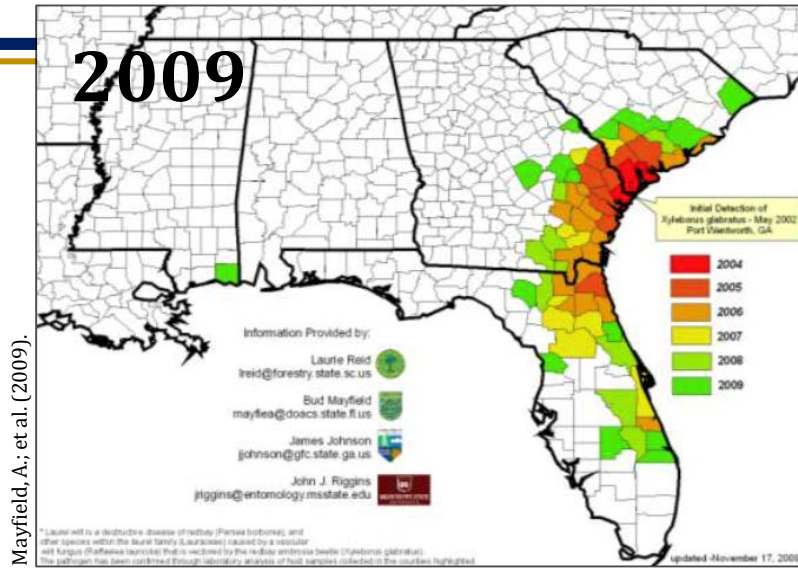 2009
Initial Detection of
Xyleborus glabratus - May 2002
Port Wentworth, GA
2004
2005
2006
2007
2008
2009
Information Provided by:
Laurie Reid
lreid@forestry.state.sc.us
Bud Mayfield
mayflea@doacs.state.fl.us
James Johnson
jjohnson@gfc.state.ga.us
John J. Riggins
jriggins@entomology.msstate.edu
* Laurel wilt is a destructive disease of redbay (Persea borbonia), and
other species within the laurel family (Lauraceae) caused by a vascular
wilt fungus (Raffaelea lauricola) that is vectored by the redbay ambrosia beetle (Xyleborus glabratus).
The pathogen has been confirmed through laboratory analysis of host samples collected in the counties highlighted.
updated -November 17, 2009
Mayfield, A.; et al. (2009).